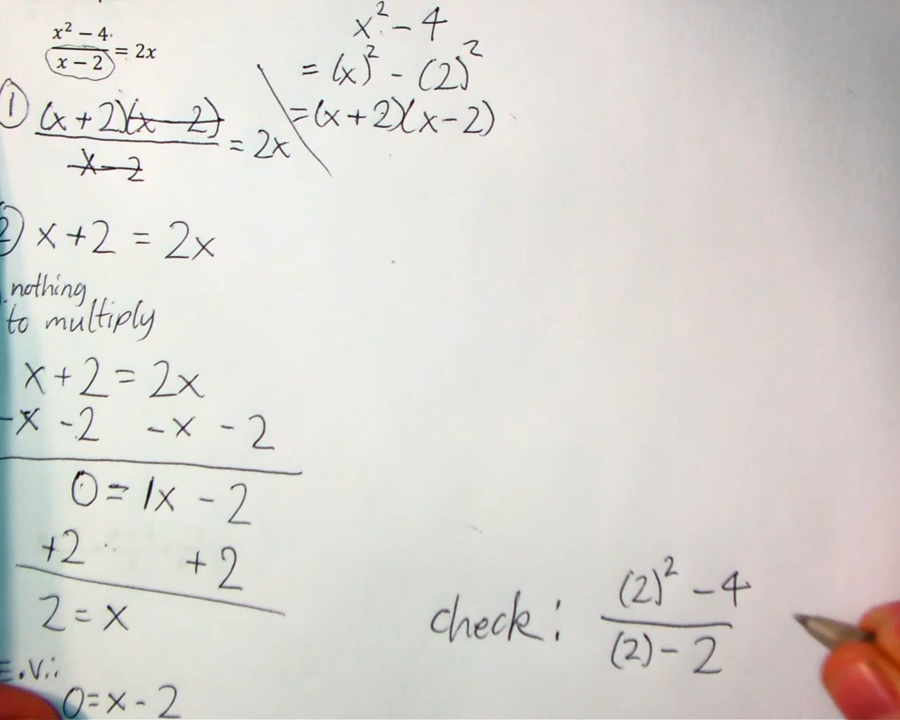 x² - 4
x - 2 = 2x
x² - 4
= (x)² - (2)²
= (x+2)(x-2)
① (x+2)(x-2)
x-2 = 2x
② x+2 = 2x
nothing
to multiply
x+2 = 2x
-x -2 -x -2
0 = 1x - 2
+2 +2
2 = x
E.V.:
0 = x - 2
check: (2)² - 4
(2) - 2